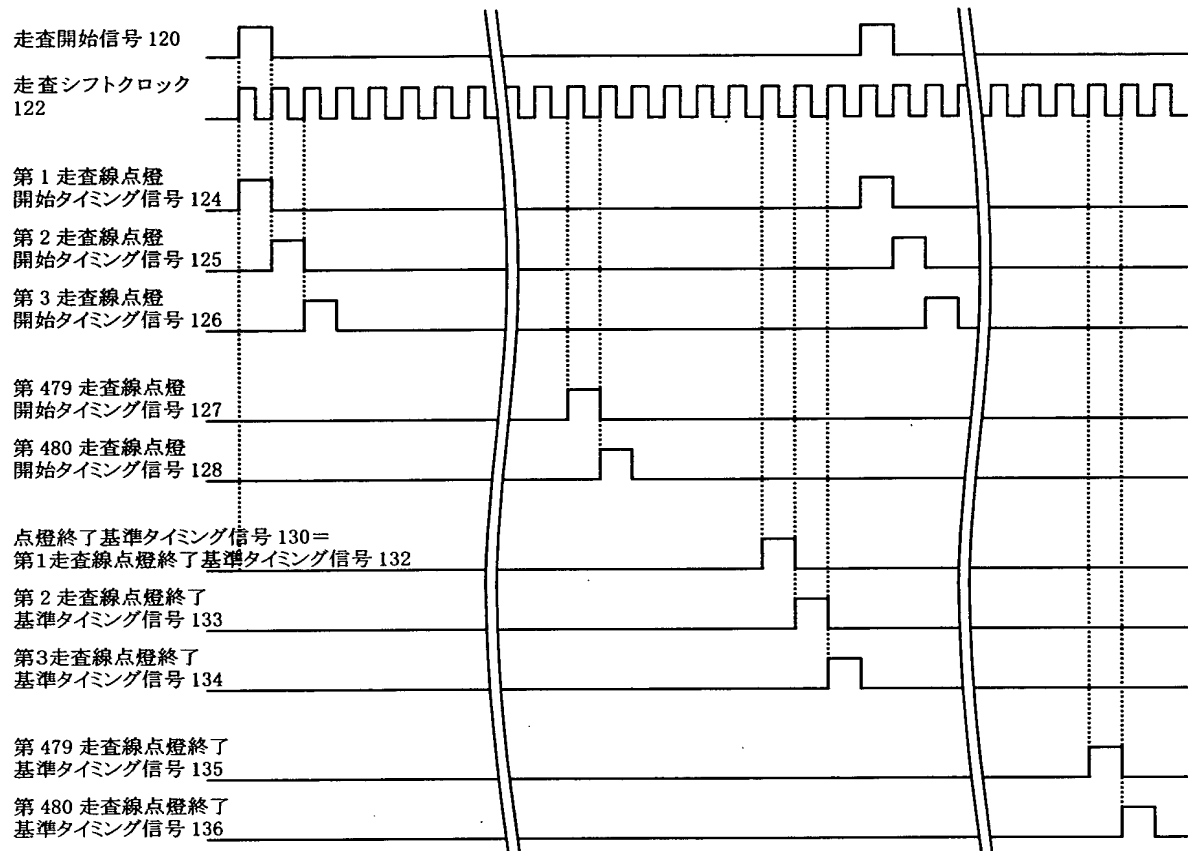 走査開始信号 120
走査シフトクロック
122
第 1 走査線点燈
開始タイミング信号 124
第 2 走査線点燈
開始タイミング信号 125
第 3 走査線点燈
開始タイミング信号 126
第 479 走査線点燈
開始タイミング信号 127
第 480 走査線点燈
開始タイミング信号 128
点燈終了基準タイミング信号 130＝
第1走査線点燈終了基準タイミング信号 132
第 2 走査線点燈終了
基準タイミング信号 133
第3走査線点燈終了
基準タイミング信号 134
第 479 走査線点燈終了
基準タイミング信号 135
第 480 走査線点燈終了
基準タイミング信号 136